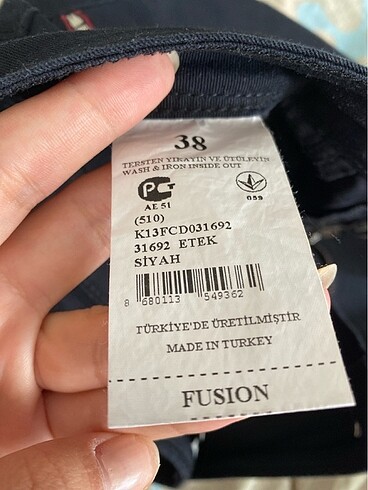 38
TERSTEN YIKAYIN VE ÜTÜLEYİN
WASH & IRON INSIDE OUT
AE 51
059
(510)
K13FCD031692
31692 ETEK
SİYAH
8 680113 549362
TÜRKİYE'DE ÜRETİLMİŞTİR
MADE IN TURKEY
FUSION